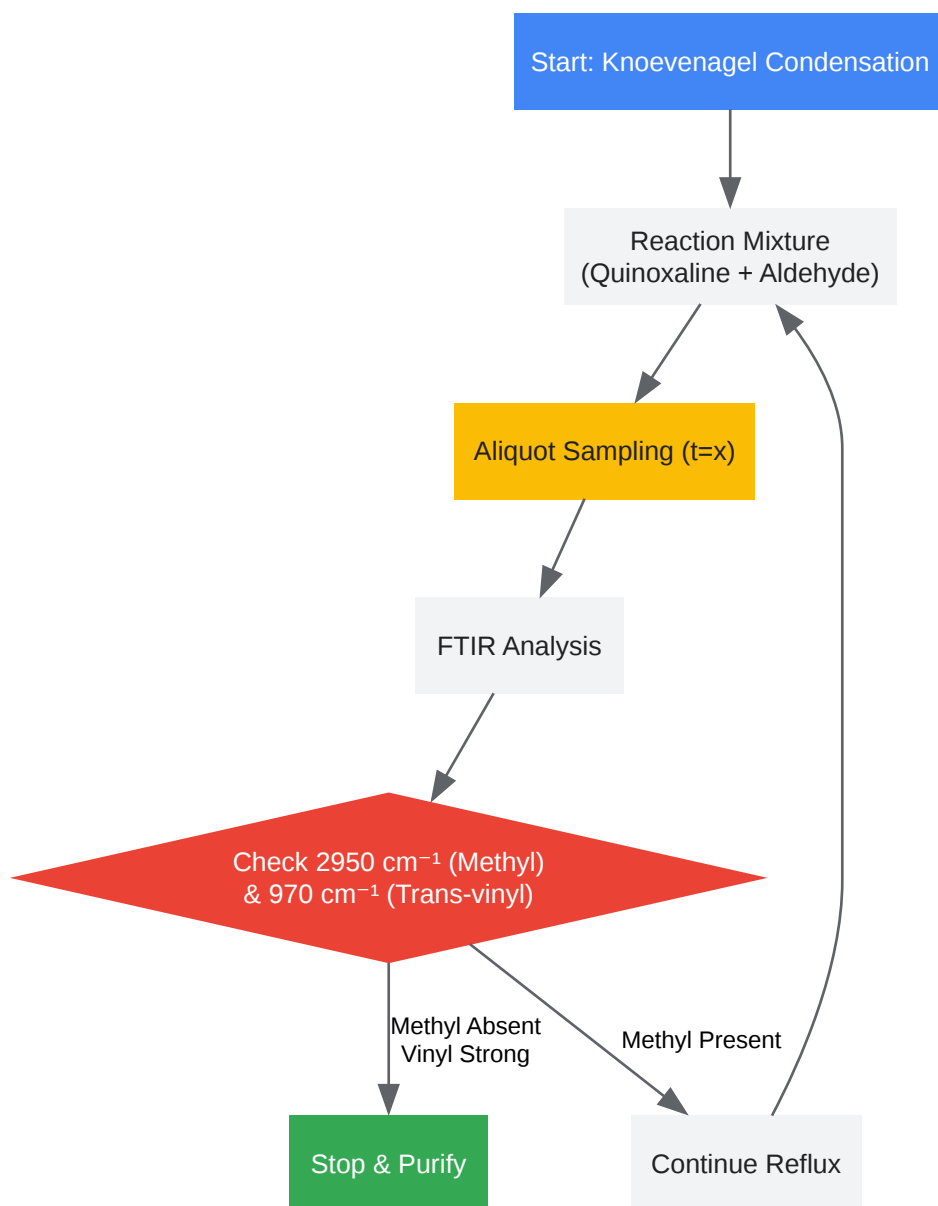 Start: Knoevenagel Condensation
Reaction Mixture
(Quinoxaline + Aldehyde)
Aliquot Sampling (t=x)
FTIR Analysis
Check 2950 cm⁻¹ (Methyl)
& 970 cm⁻¹ (Trans-vinyl)
Methyl Absent
Vinyl Strong
Methyl Present
Stop & Purify
Continue Reflux